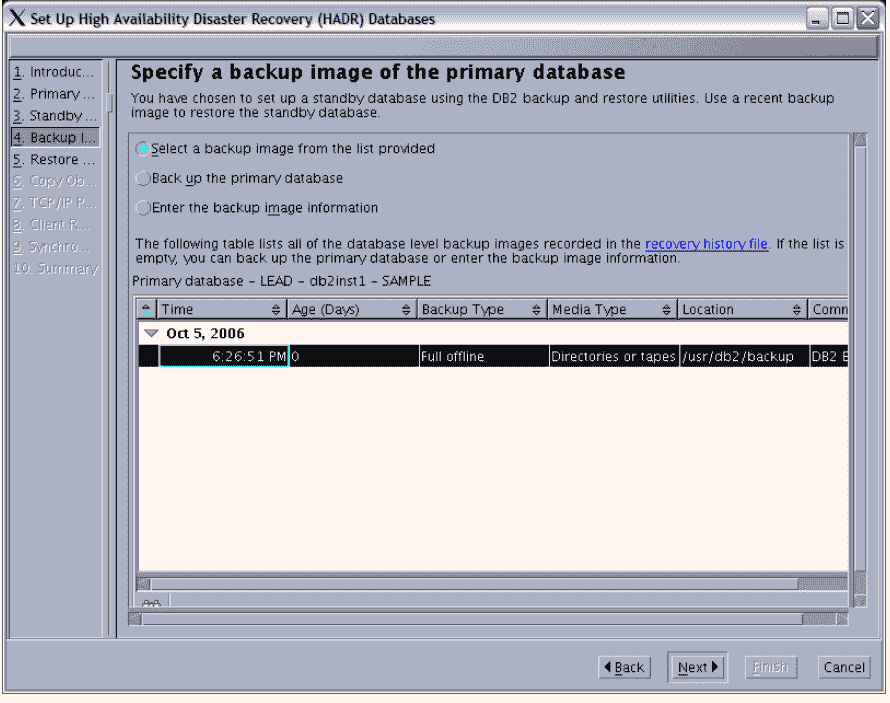 Set Up High Availability Disaster Recovery (HADR) Databases
1. Introduc...
2. Primary ...
3. Standby ...
4. Backup I...
5. Restore ...
6. Copy Ob...
7. TCP/IP P...
8. Client R...
9. Synchro...
10. Summary
Specify a backup image of the primary database
You have chosen to set up a standby database using the DB2 backup and restore utilities. Use a recent backup
image to restore the standby database.
Select a backup image from the list provided
Back up the primary database
Enter the backup image information
The following table lists all of the database level backup images recorded in the recovery history file. If the list is
empty, you can back up the primary database or enter the backup image information.
Primary database – LEAD – db2inst1 – SAMPLE
Time Age (Days) Backup Type Media Type Location Comm
Oct 5, 2006
6:26:51 PM 0 Full offline Directories or tapes /usr/db2/backup DB2 B
Back Next Finish Cancel